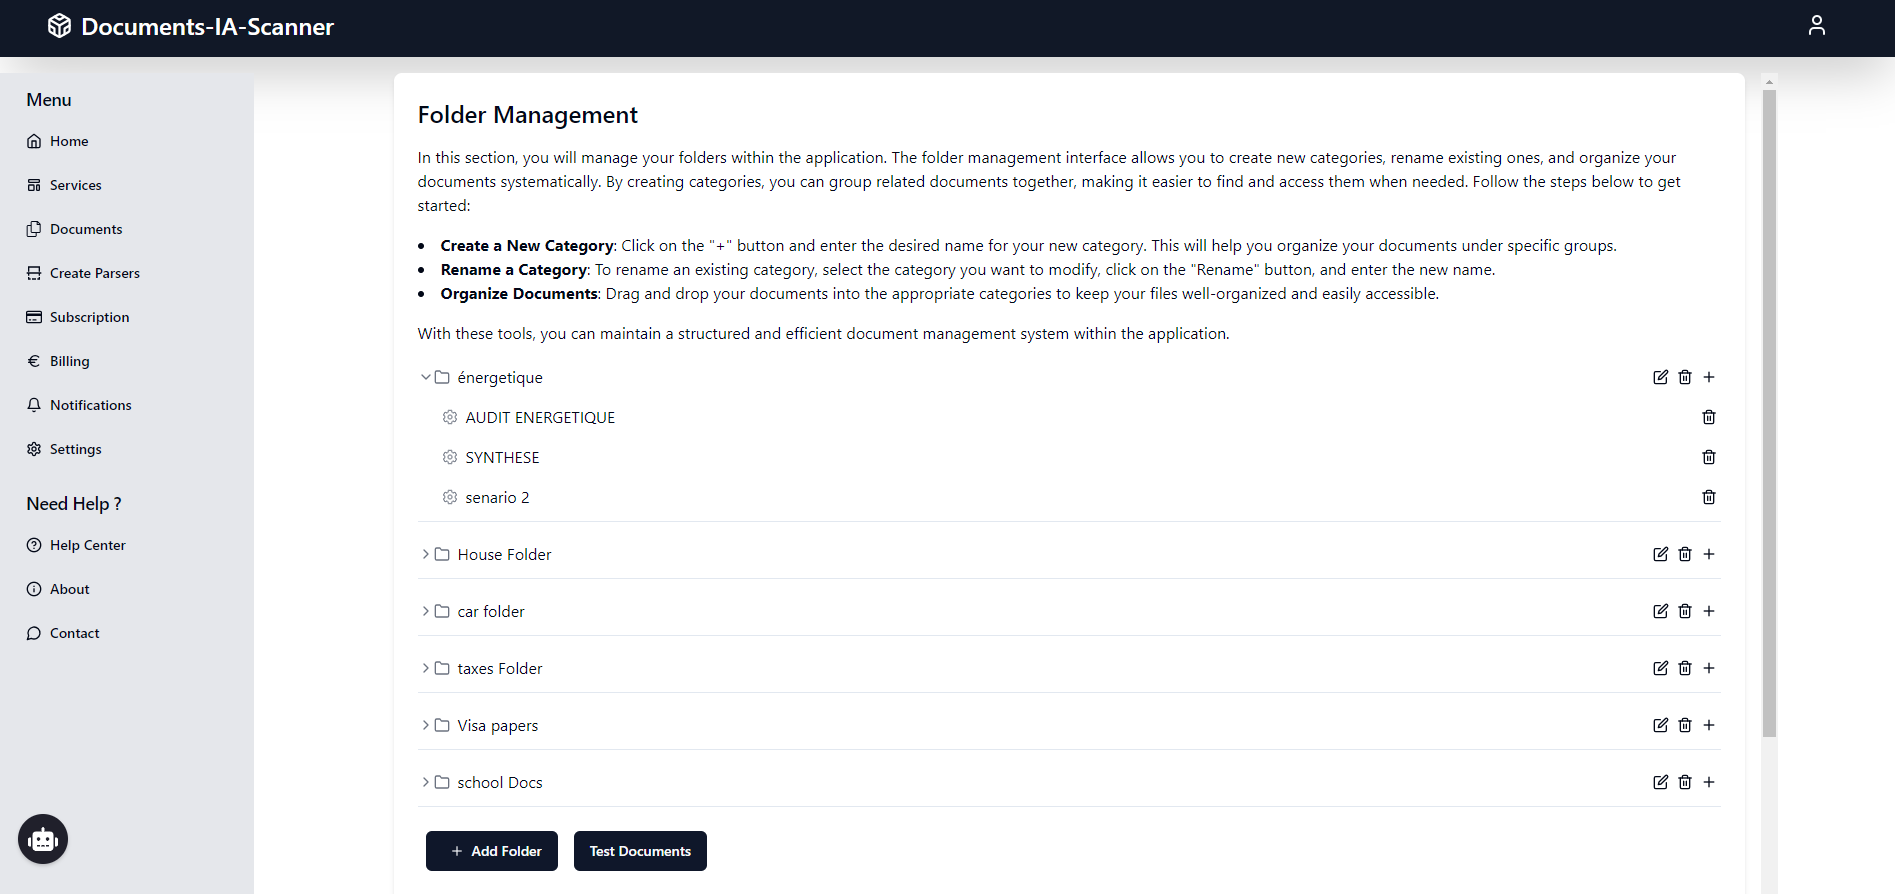 Documents-IA-Scanner
Menu
Home
Services
Documents
Create Parsers
Subscription
Billing
Notifications
Settings
Need Help ?
Help Center
About
Contact
Folder Management
In this section, you will manage your folders within the application. The folder management interface allows you to create new categories, rename existing ones, and organize your
documents systematically. By creating categories, you can group related documents together, making it easier to find and access them when needed. Follow the steps below to get
started:
• Create a New Category: Click on the "+" button and enter the desired name for your new category. This will help you organize your documents under specific groups.
• Rename a Category: To rename an existing category, select the category you want to modify, click on the "Rename" button, and enter the new name.
• Organize Documents: Drag and drop your documents into the appropriate categories to keep your files well-organized and easily accessible.
With these tools, you can maintain a structured and efficient document management system within the application.
énergetique
AUDIT ENERGETIQUE
SYNTHESE
senario 2
House Folder
car folder
taxes Folder
Visa papers
school Docs
+ Add Folder
Test Documents